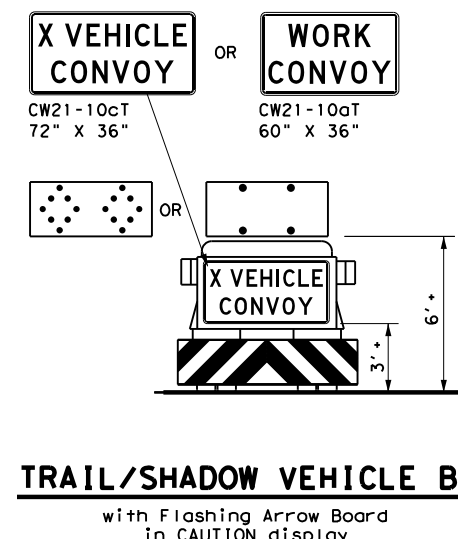 X VEHICLE
CONVOY
OR
WORK
CONVOY
CW21-10cT
72" X 36"
CW21-10aT
60" X 36"
OR
X VEHICLE
CONVOY
6' +
3' +
TRAIL/SHADOW VEHICLE B
with Flashing Arrow Board
in CAUTION display